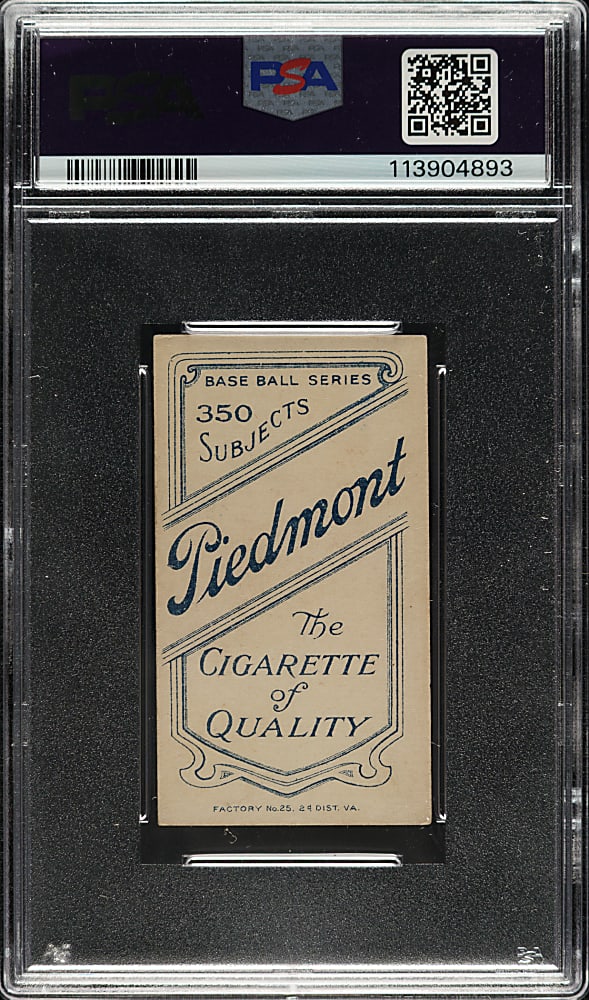 PSA
113904893
BASE BALL SERIES
350
SUBJECTS
Piedmont
The
CIGARETTE
of
QUALITY
FACTORY No. 25, 2d DIST. VA.